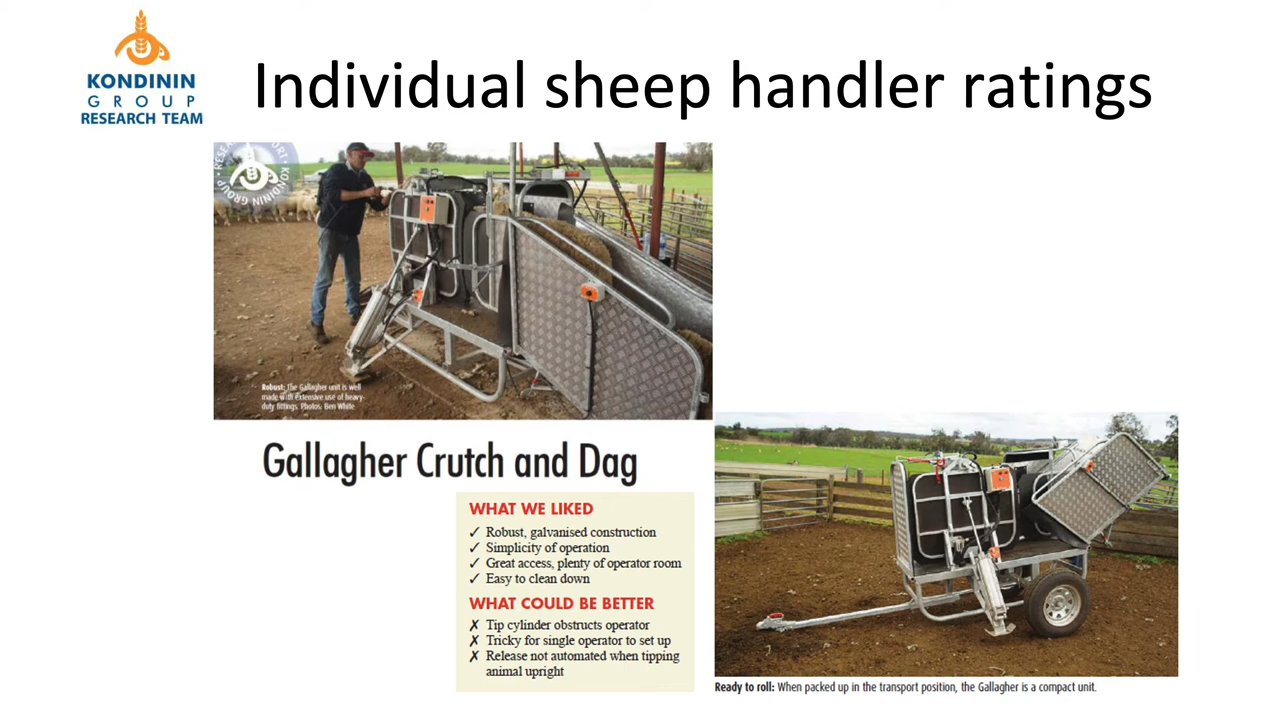 KONDININ
GROUP
RESEARCH TEAM
Individual sheep handler ratings
RESEARCH REPORT • KONDININ GROUP •
Robust: The Gallagher unit is well
made with extensive use of heavy-
duty fittings. Photos: Ben White
Gallagher Crutch and Dag
WHAT WE LIKED
✓ Robust, galvanised construction
✓ Simplicity of operation
✓ Great access, plenty of operator room
✓ Easy to clean down
WHAT COULD BE BETTER
✗ Tip cylinder obstructs operator
✗ Tricky for single operator to set up
✗ Release not automated when tipping
animal upright
Ready to roll: When packed up in the transport position, the Gallagher is a compact unit.